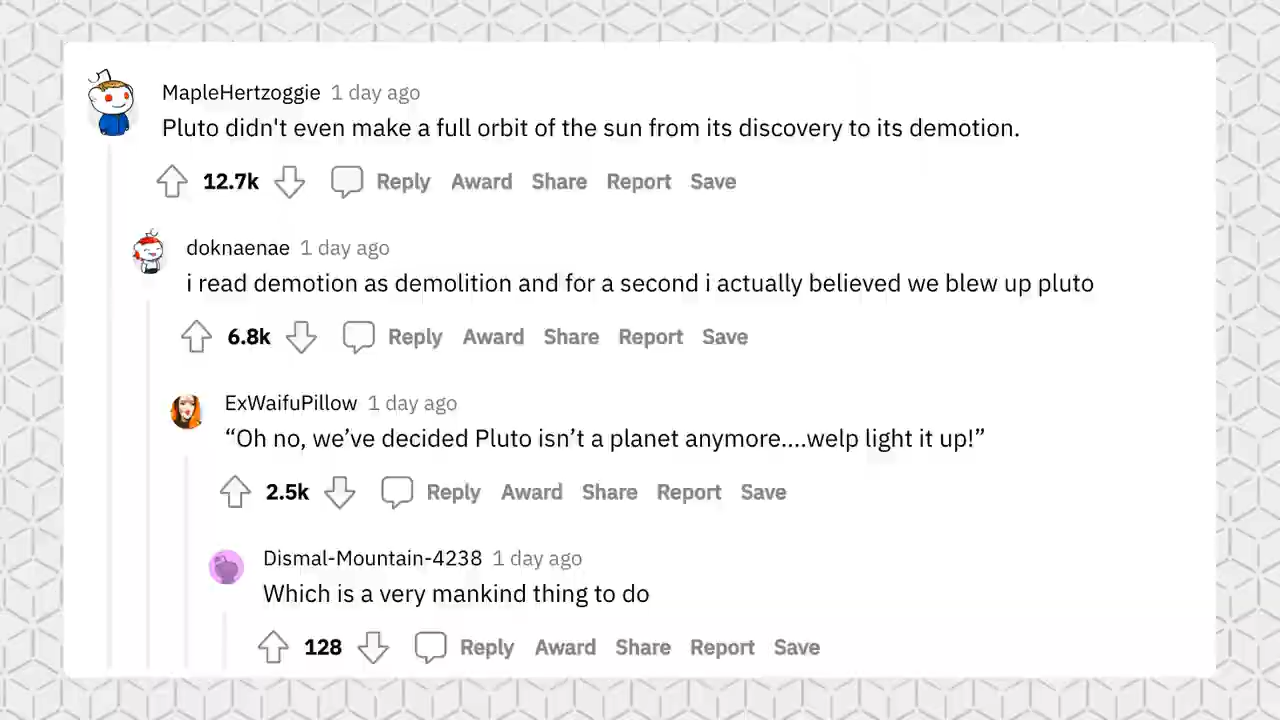 MapleHertzoggie 1 day ago
Pluto didn't even make a full orbit of the sun from its discovery to its demotion.
12.7k Reply Award Share Report Save
doknaenae 1 day ago
i read demotion as demolition and for a second i actually believed we blew up pluto
6.8k Reply Award Share Report Save
ExWaifuPillow 1 day ago
“Oh no, we’ve decided Pluto isn’t a planet anymore....welp light it up!”
2.5k Reply Award Share Report Save
Dismal-Mountain-4238 1 day ago
Which is a very mankind thing to do
128 Reply Award Share Report Save